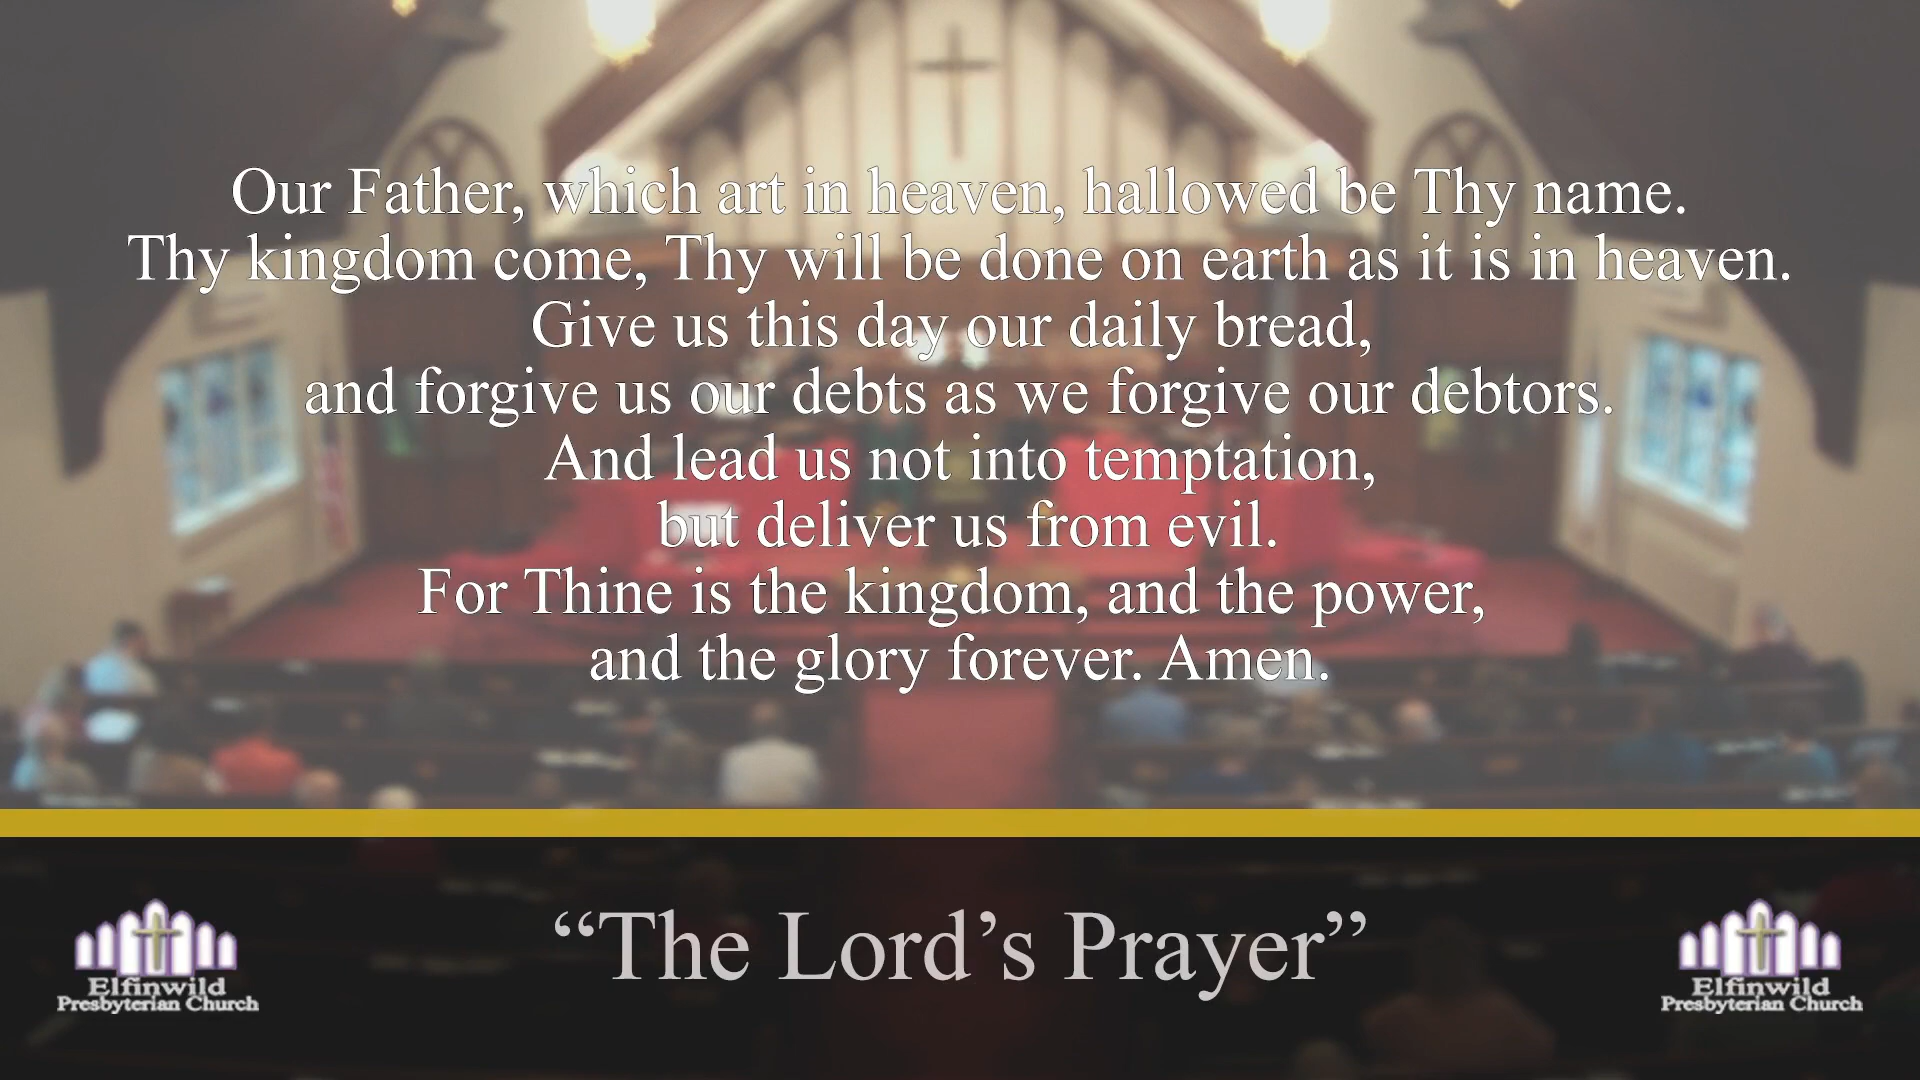 Our Father, which art in heaven, hallowed be Thy name.
Thy kingdom come, Thy will be done on earth as it is in heaven.
Give us this day our daily bread,
and forgive us our debts as we forgive our debtors.
And lead us not into temptation,
but deliver us from evil.
For Thine is the kingdom, and the power,
and the glory forever. Amen.
Elfinwild
Presbyterian Church
“The Lord’s Prayer”
Elfinwild
Presbyterian Church